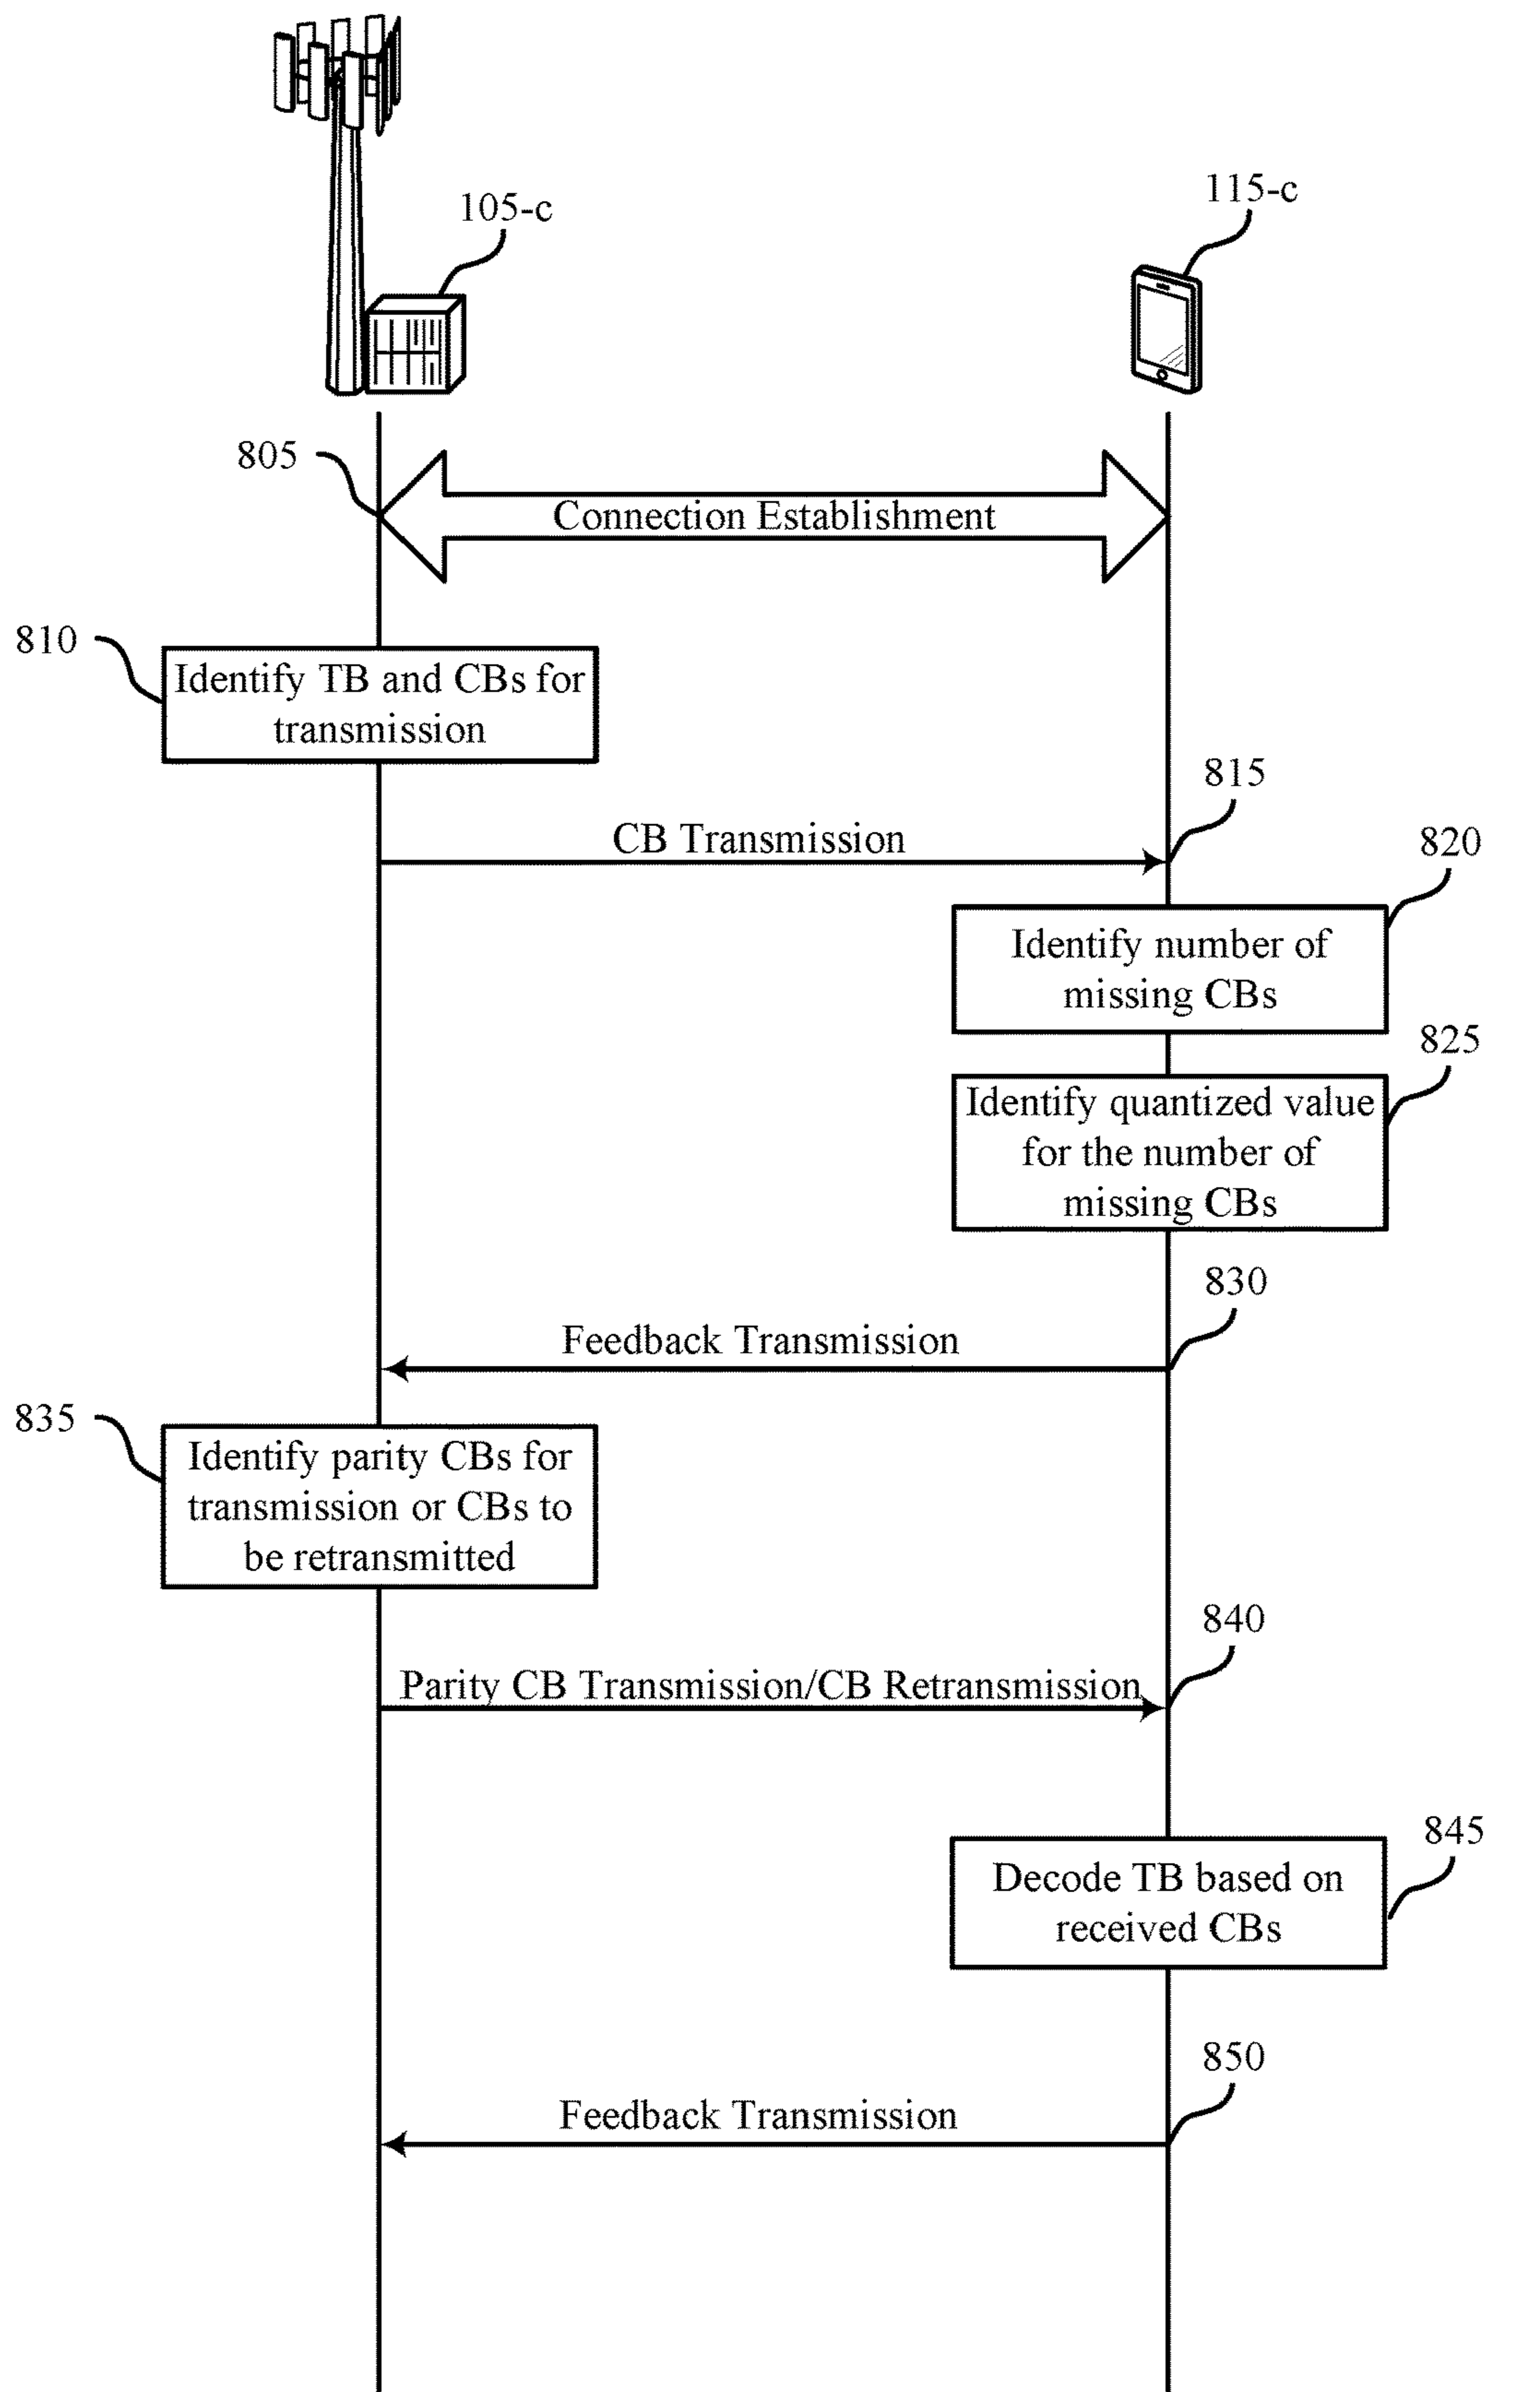 105-c
115-c
805
Connection Establishment
810
Identify TB and CBs for
transmission
815
CB Transmission
820
Identify number of
missing CBs
825
Identify quantized value
for the number of
missing CBs
830
Feedback Transmission
835
Identify parity CBs for
transmission or CBs to
be retransmitted
840
Parity CB Transmission/CB Retransmission
845
Decode TB based on
received CBs
850
Feedback Transmission